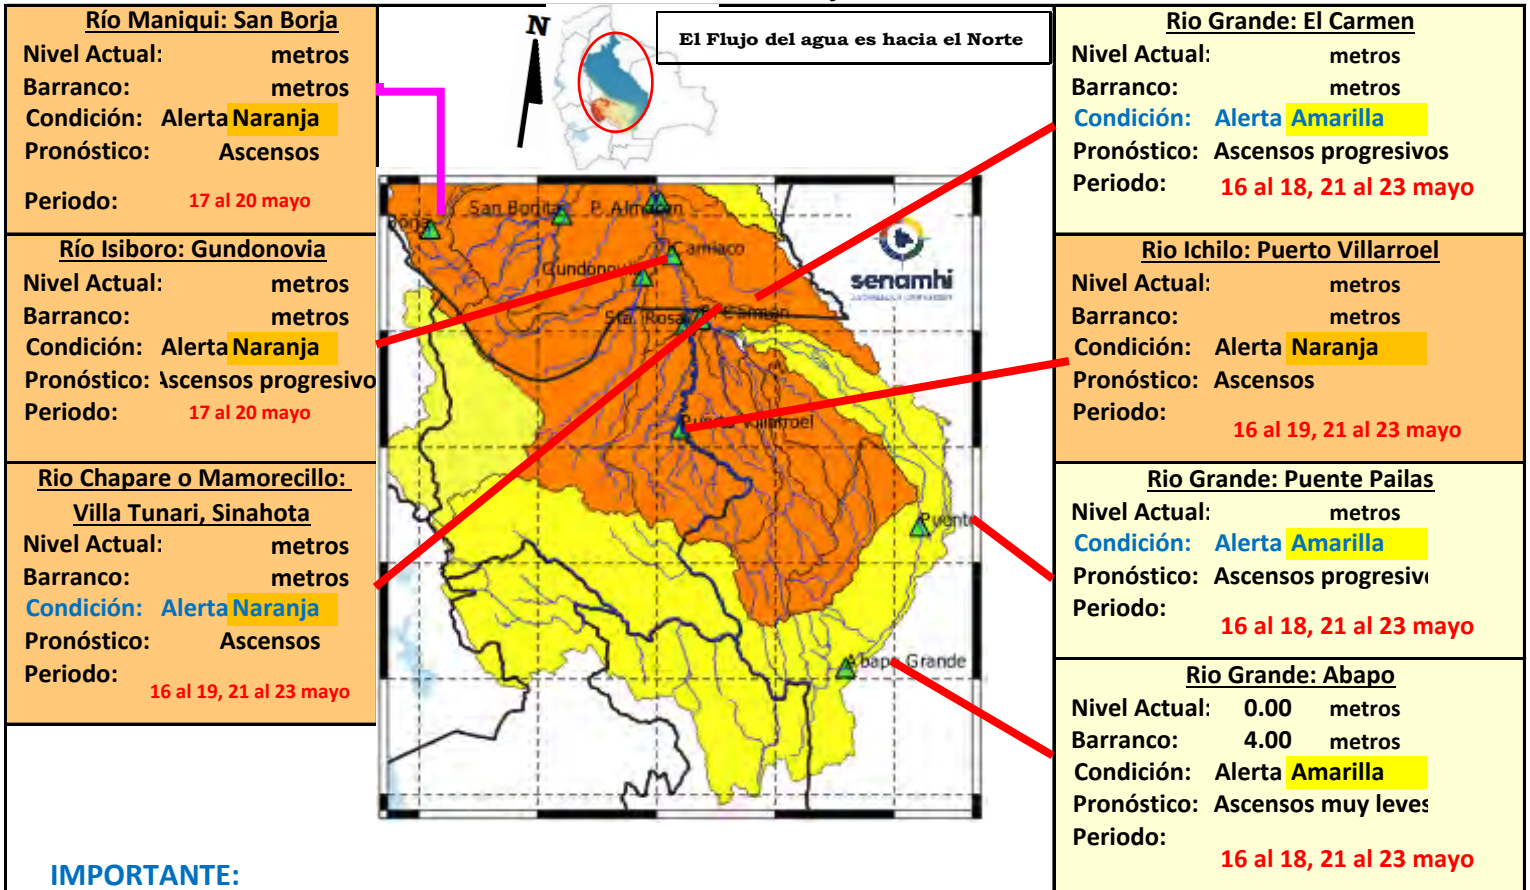 Río Maniqui: San Borja
Nivel Actual: metros
Barranco: metros
Condición: Alerta Naranja
Pronóstico: Ascensos
Periodo: 17 al 20 mayo
Río Isiboro: Gundonovia
Nivel Actual: metros
Barranco: metros
Condición: Alerta Naranja
Pronóstico: Ascensos progresivo
Periodo: 17 al 20 mayo
Rio Chapare o Mamorecillo:
Villa Tunari, Sinahota
Nivel Actual: metros
Barranco: metros
Condición: Alerta Naranja
Pronóstico: Ascensos
Periodo: 16 al 19, 21 al 23 mayo
IMPORTANTE:
N
El Flujo del agua es hacia el Norte
San Bonita P. Almacen
Camiaco
Gundonovia
Sta. Rosa
Puerto Villarroel
Puente
Abapo Grande
senamhi
Rio Grande: El Carmen
Nivel Actual: metros
Barranco: metros
Condición: Alerta Amarilla
Pronóstico: Ascensos progresivos
Periodo: 16 al 18, 21 al 23 mayo
Rio Ichilo: Puerto Villarroel
Nivel Actual: metros
Barranco: metros
Condición: Alerta Naranja
Pronóstico: Ascensos
Periodo: 16 al 19, 21 al 23 mayo
Rio Grande: Puente Pailas
Nivel Actual: metros
Condición: Alerta Amarilla
Pronóstico: Ascensos progresiv
Periodo: 16 al 18, 21 al 23 mayo
Rio Grande: Abapo
Nivel Actual: 0.00 metros
Barranco: 4.00 metros
Condición: Alerta Amarilla
Pronóstico: Ascensos muy leves
Periodo: 16 al 18, 21 al 23 mayo